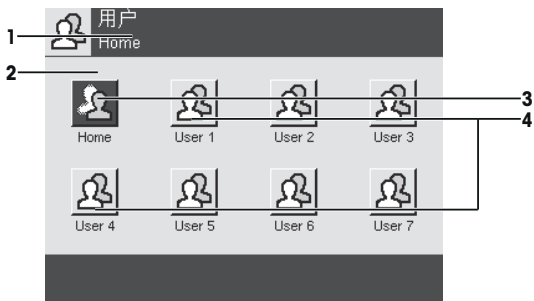 用户
1 Home
2
3
4
Home User 1 User 2 User 3
User 4 User 5 User 6 User 7